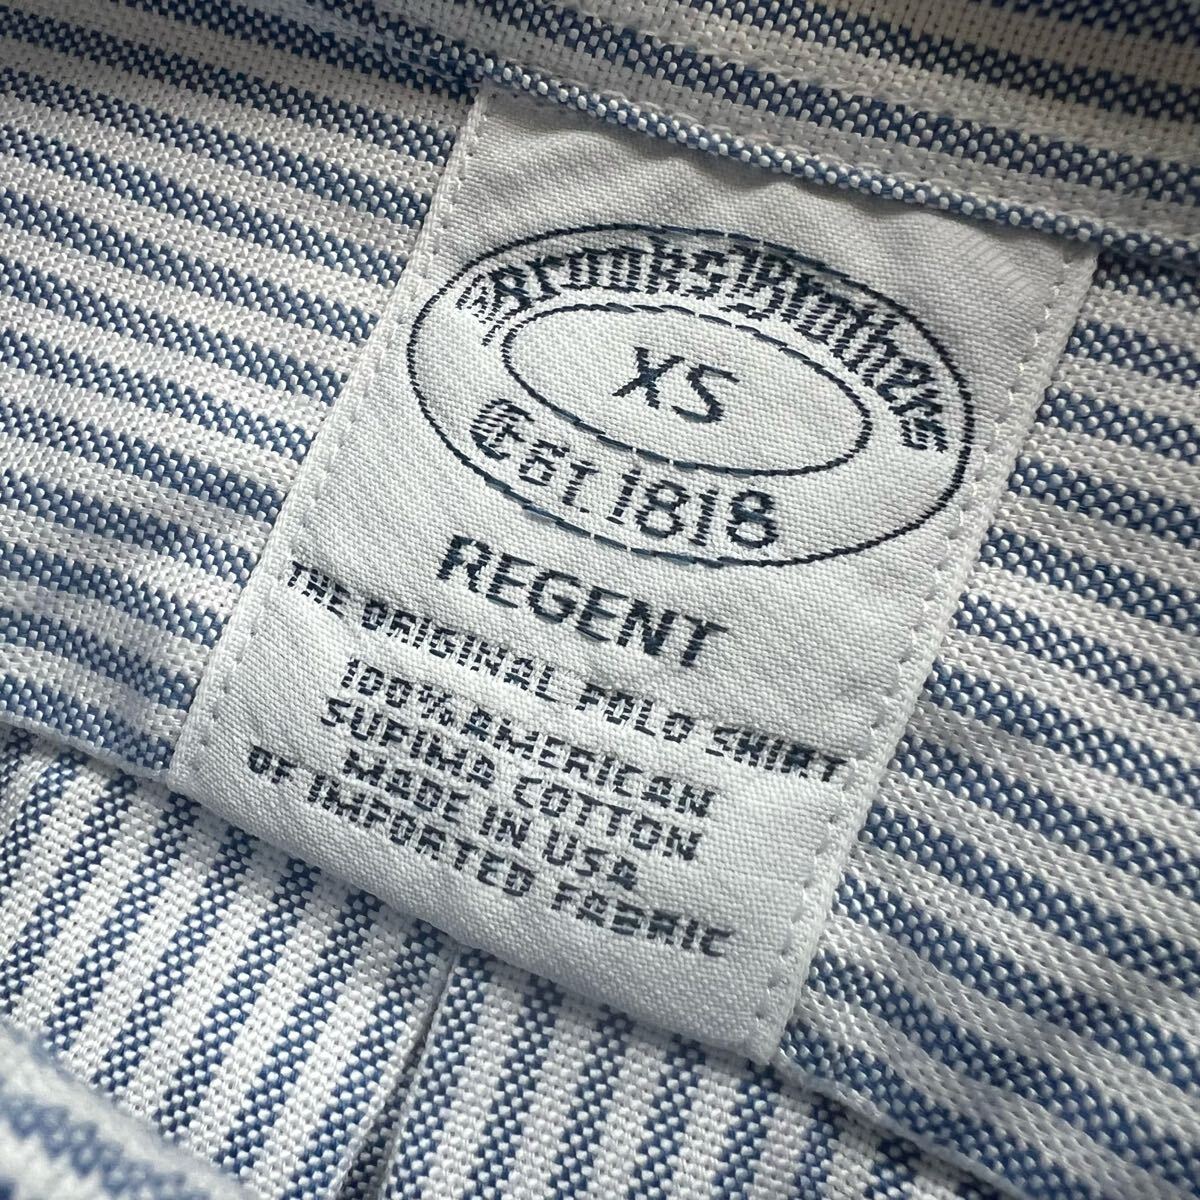 Brooks Brothers
XS
Est. 1818
REGENT
THE ORIGINAL POLO SHIRT
100% AMERICAN
SUPIMA COTTON
MADE IN USA
OF IMPORTED FABRIC